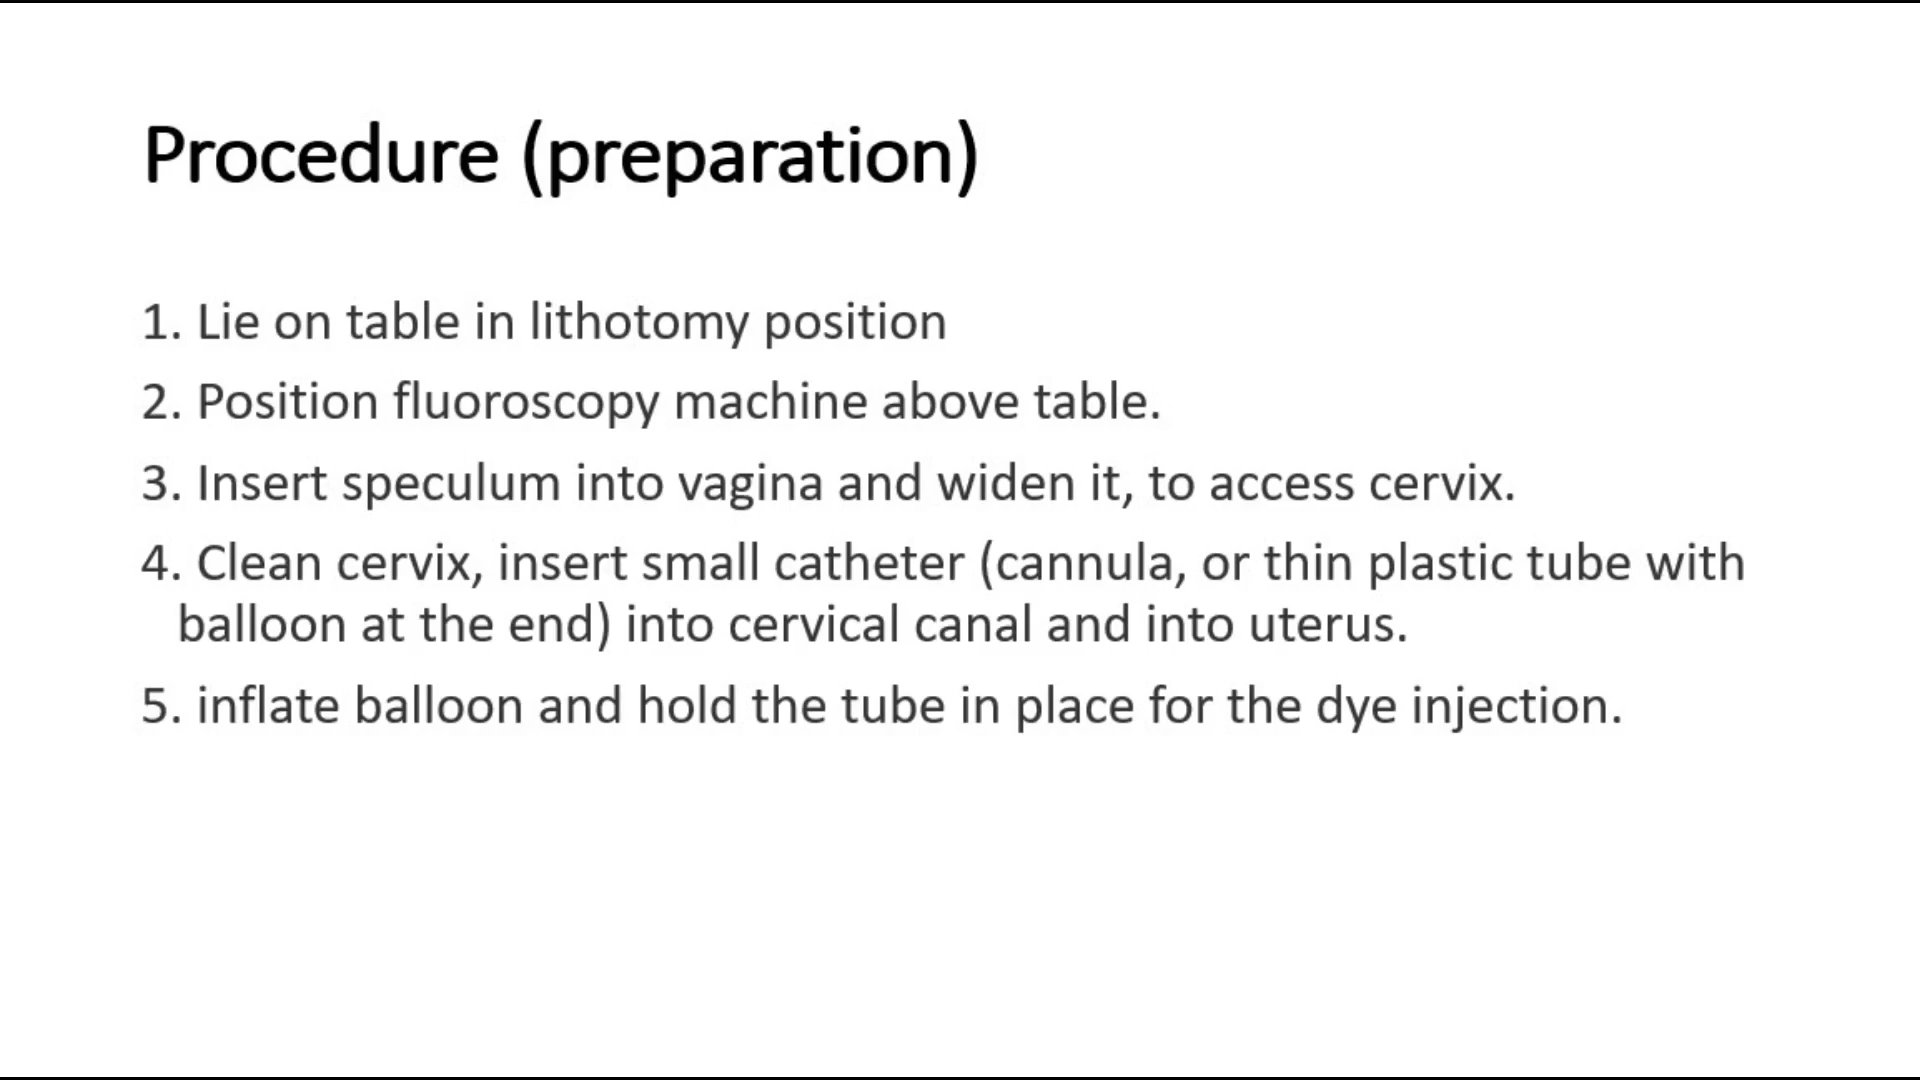 Procedure (preparation)
1. Lie on table in lithotomy position
2. Position fluoroscopy machine above table.
3. Insert speculum into vagina and widen it, to access cervix.
4. Clean cervix, insert small catheter (cannula, or thin plastic tube with
balloon at the end) into cervical canal and into uterus.
5. inflate balloon and hold the tube in place for the dye injection.